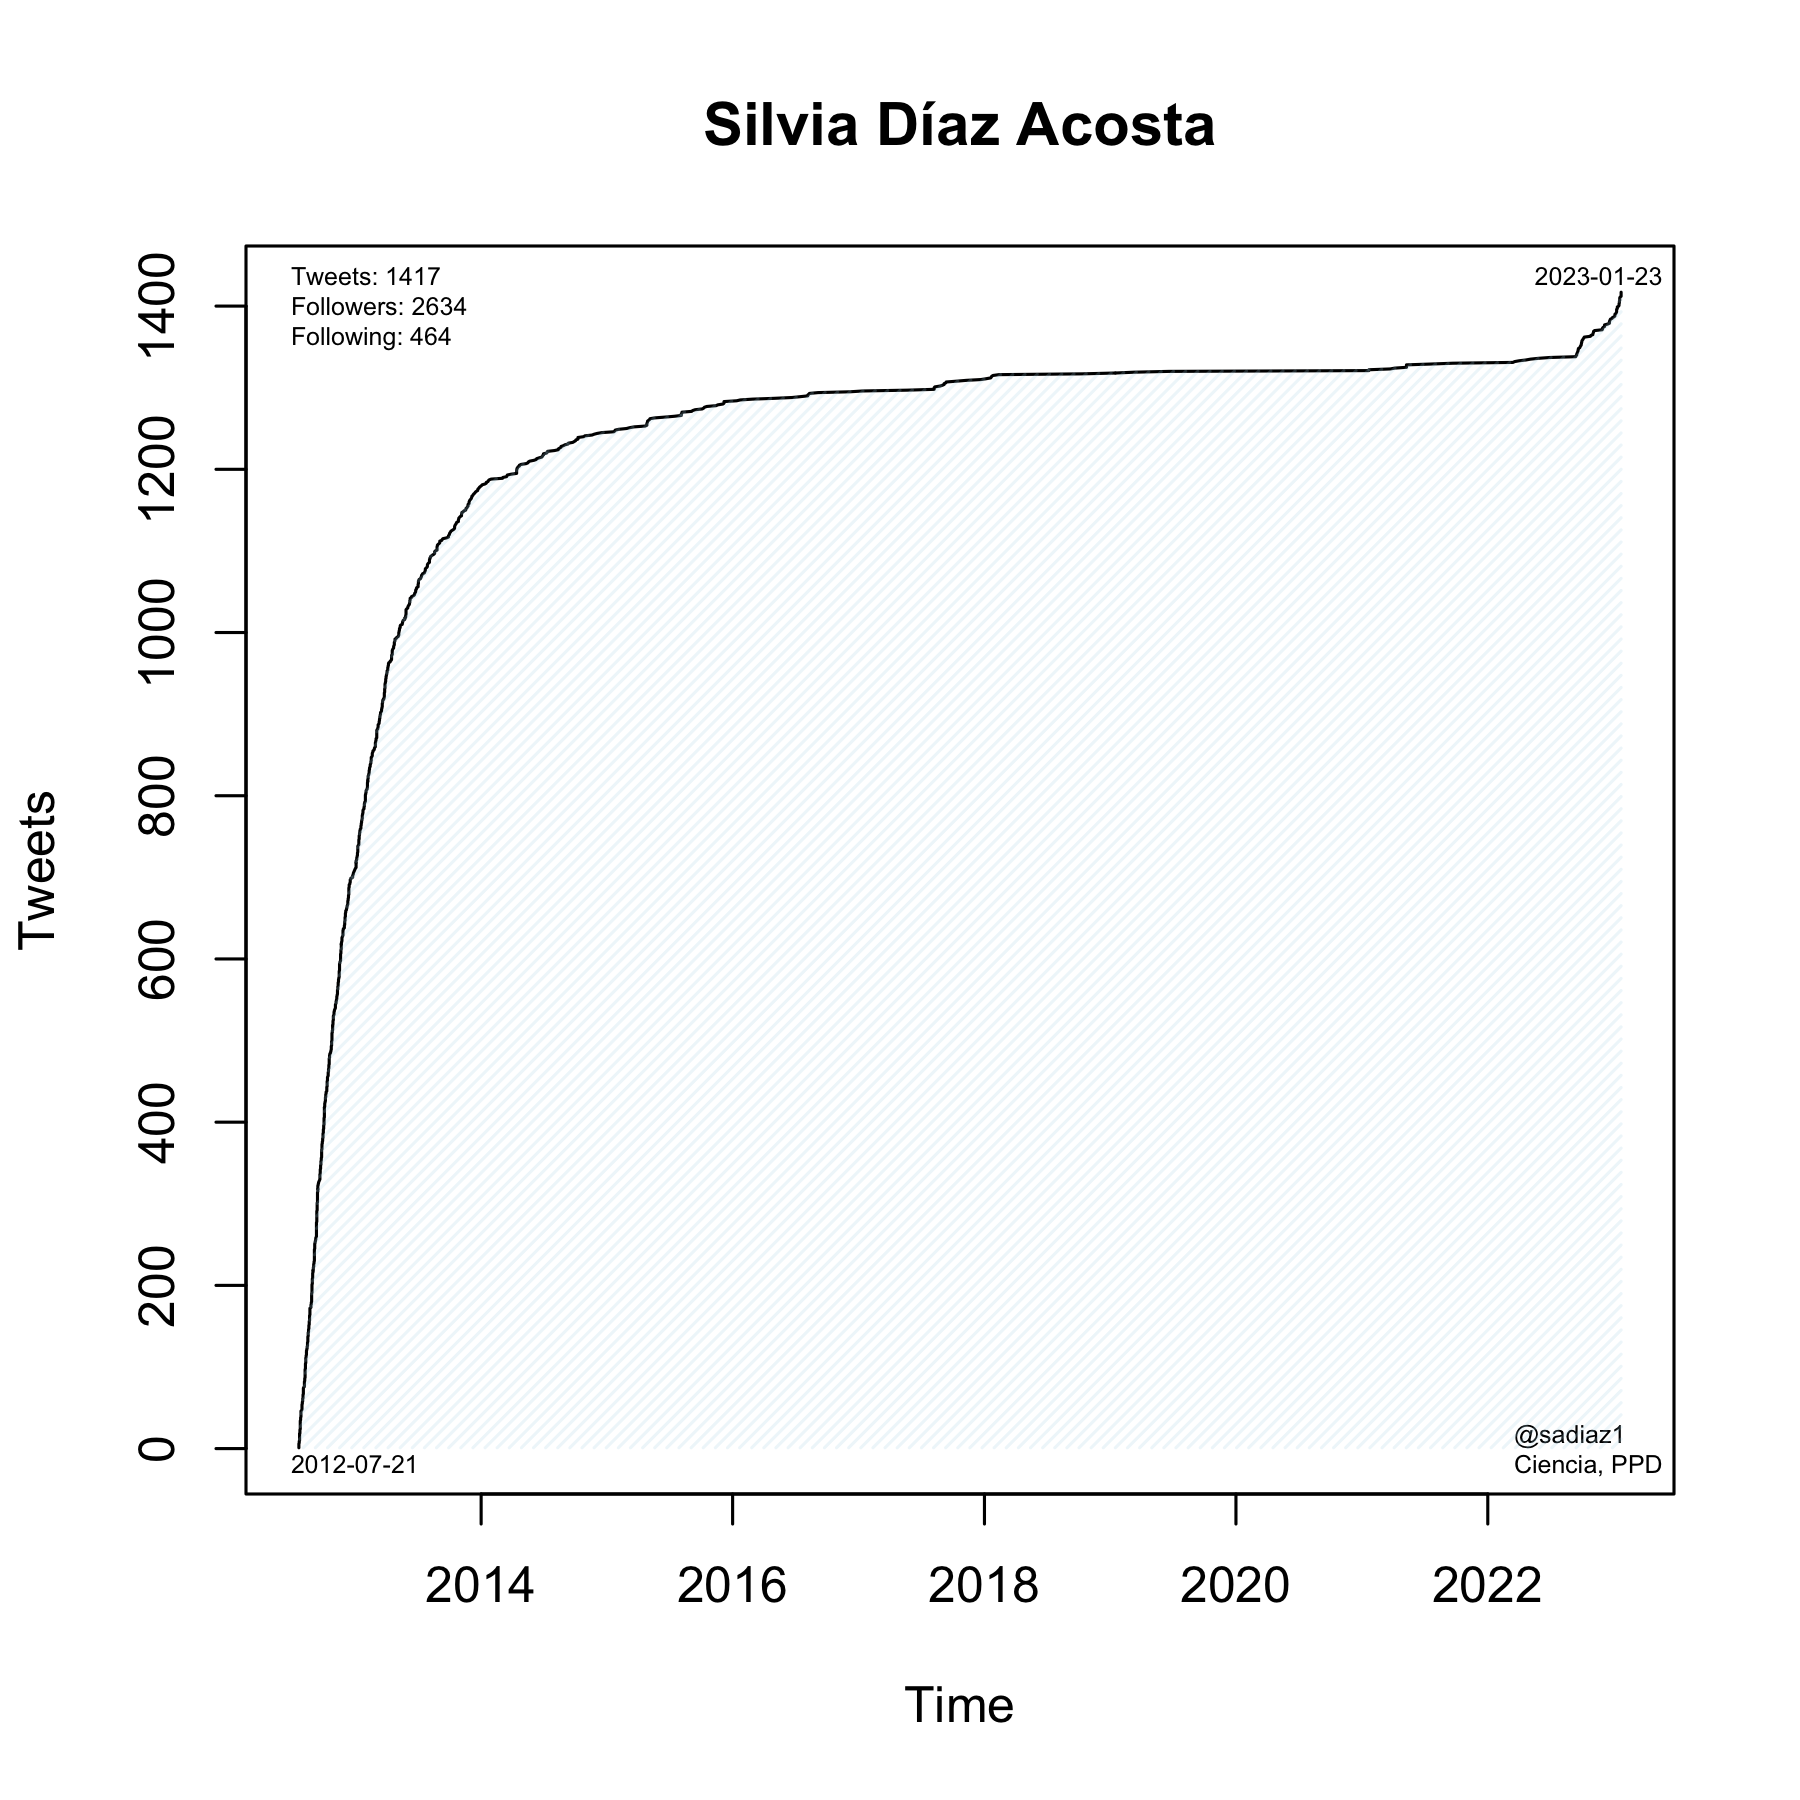 Silvia Díaz Acosta
Tweets: 1417
Followers: 2634
Following: 464
2023-01-23
1400
1200
1000
800
600
400
200
0
Tweets
2012-07-21
@sadiaz1
Ciencia, PPD
2014
2016
2018
2020
2022
Time